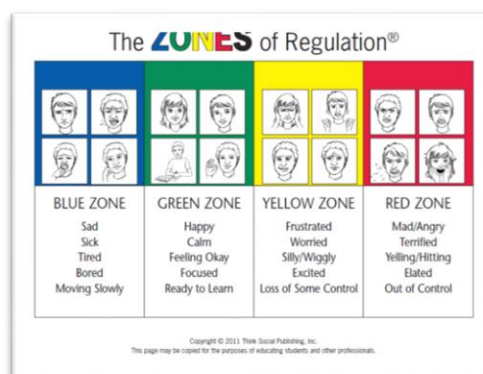 The ZONES of Regulation®
BLUE ZONE
Sad
Sick
Tired
Bored
Moving Slowly
GREEN ZONE
Happy
Calm
Feeling Okay
Focused
Ready to Learn
YELLOW ZONE
Frustrated
Worried
Silly/Wiggly
Excited
Loss of Some Control
RED ZONE
Mad/Angry
Terrified
Yelling/Hitting
Elated
Out of Control
Copyright © 2011 Think Social Publishing, Inc.
This page may be copied for the purposes of educating students and other professionals.